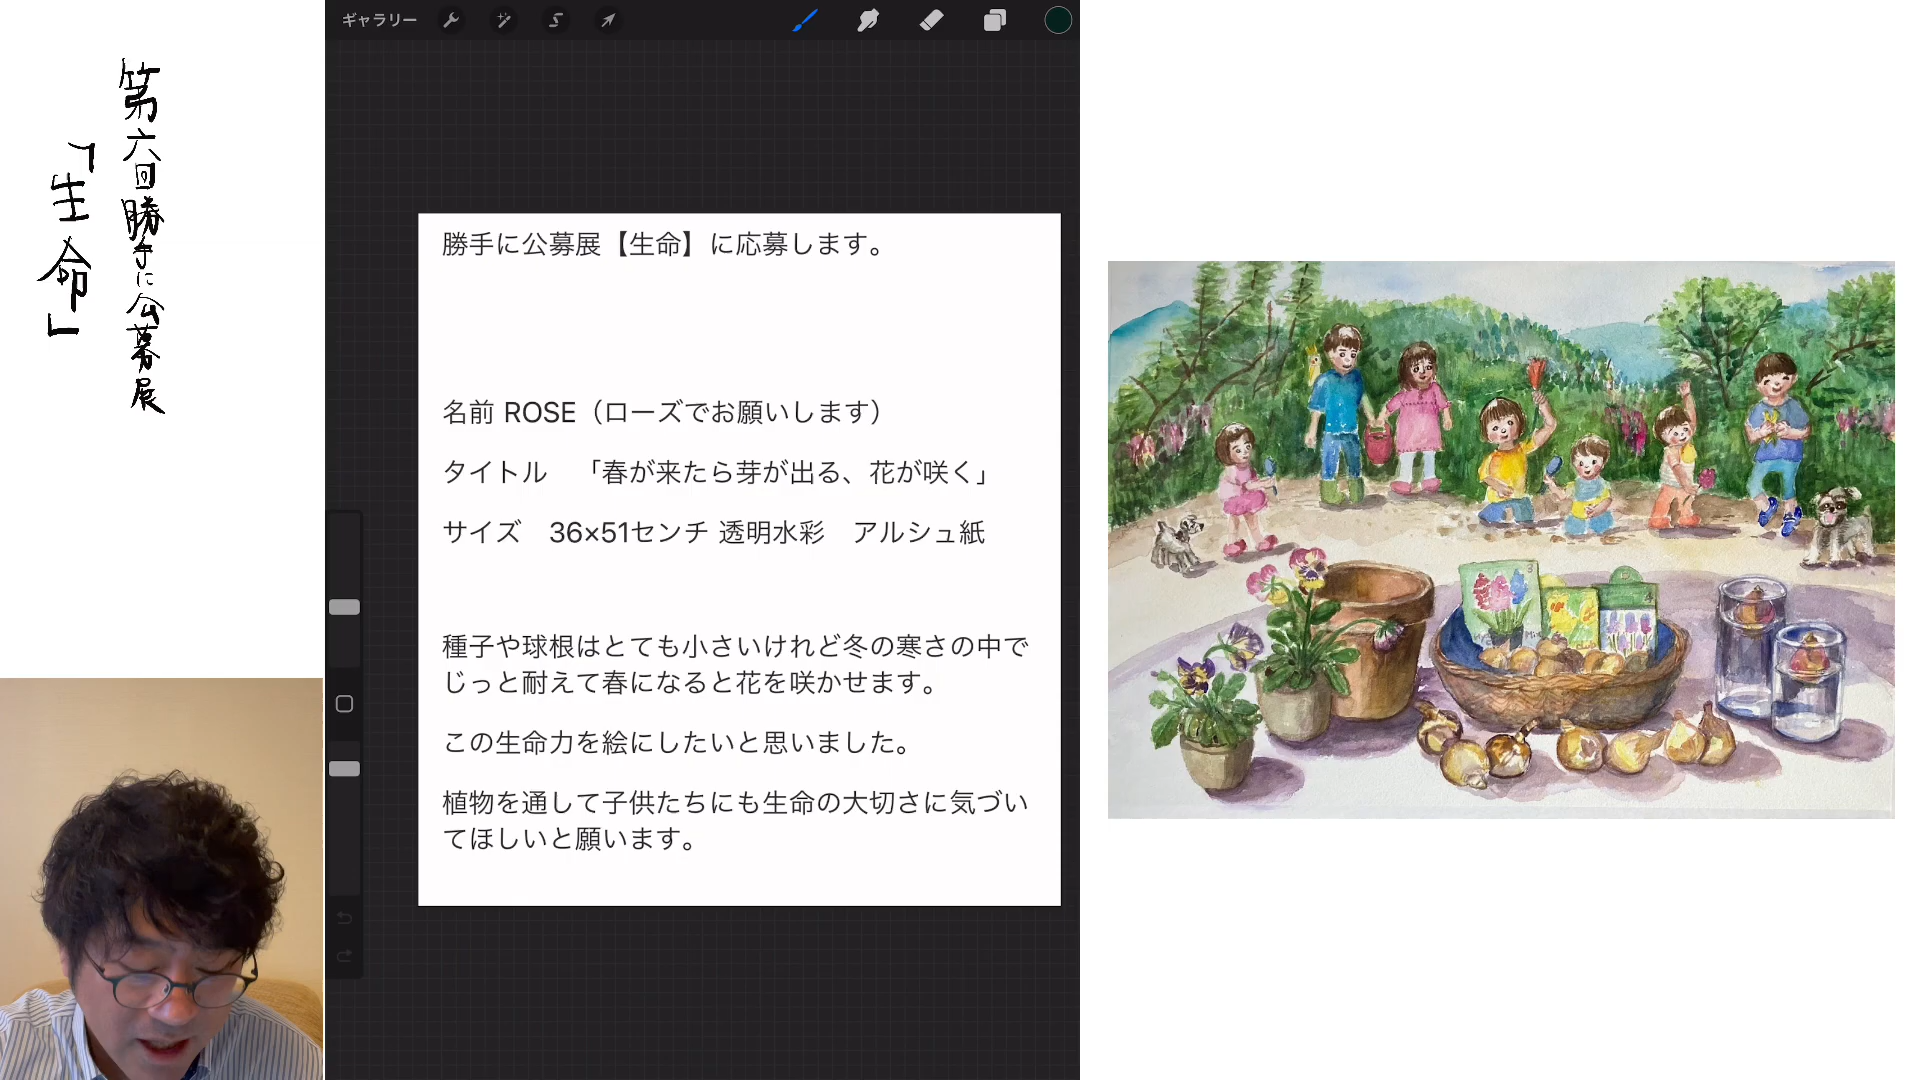 第六回勝手に公募展
「生命」
ギャラリー
勝手に公募展【生命】に応募します。
名前 ROSE（ローズでお願いします）
タイトル　「春が来たら芽が出る、花が咲く」
サイズ　36×51センチ 透明水彩　アルシュ紙
種子や球根はとても小さいけれど冬の寒さの中で
じっと耐えて春になると花を咲かせます。
この生命力を絵にしたいと思いました。
植物を通して子供たちにも生命の大切さに気づい
てほしいと願います。